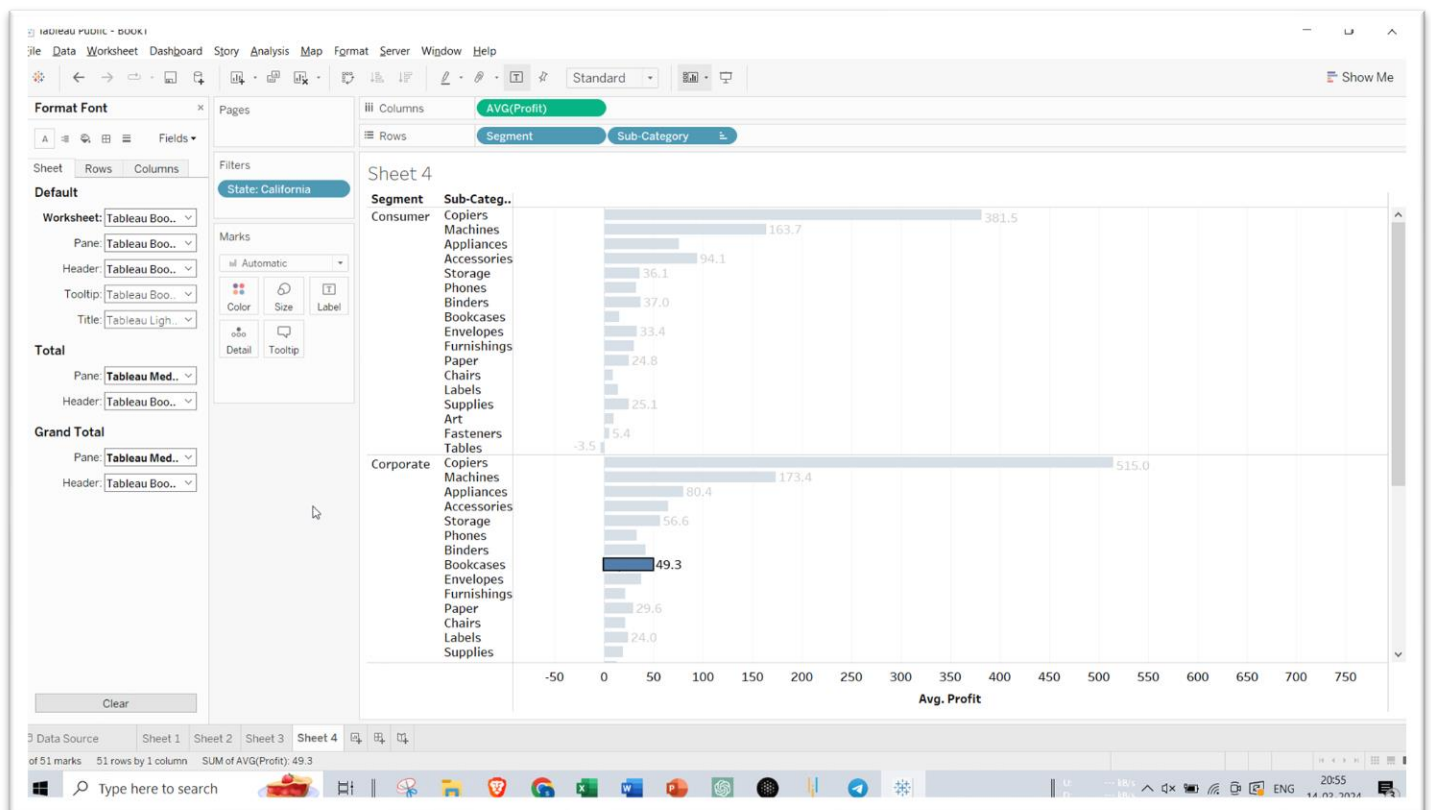 Tableau Public - Book1
File Data Worksheet Dashboard Story Analysis Map Format Server Window Help
Standard
Show Me
Format Font
Fields
Sheet Rows Columns
Default
Worksheet: Tableau Boo..
Pane: Tableau Boo..
Header: Tableau Boo..
Tooltip: Tableau Boo..
Title: Tableau Ligh..
Total
Pane: Tableau Med..
Header: Tableau Boo..
Grand Total
Pane: Tableau Med..
Header: Tableau Boo..
Clear
Pages
Filters
State: California
Marks
Automatic
Color Size Label
Detail Tooltip
Columns AVG(Profit)
Rows Segment Sub-Category
Sheet 4
Segment Sub-Categ..
Consumer Copiers 381.5
Machines 163.7
Appliances
Accessories 94.1
Storage 36.1
Phones
Binders 37.0
Bookcases
Envelopes 33.4
Furnishings
Paper 24.8
Chairs
Labels
Supplies 25.1
Art
Fasteners 5.4
Tables -3.5
Corporate Copiers 515.0
Machines 173.4
Appliances 80.4
Accessories
Storage 56.6
Phones
Binders
Bookcases 49.3
Envelopes
Furnishings
Paper 29.6
Chairs
Labels 24.0
Supplies
-50 0 50 100 150 200 250 300 350 400 450 500 550 600 650 700 750
Avg. Profit
Data Source Sheet 1 Sheet 2 Sheet 3 Sheet 4
of 51 marks 51 rows by 1 column SUM of AVG(Profit): 49.3
Type here to search
ENG
20:55
14-03-2024